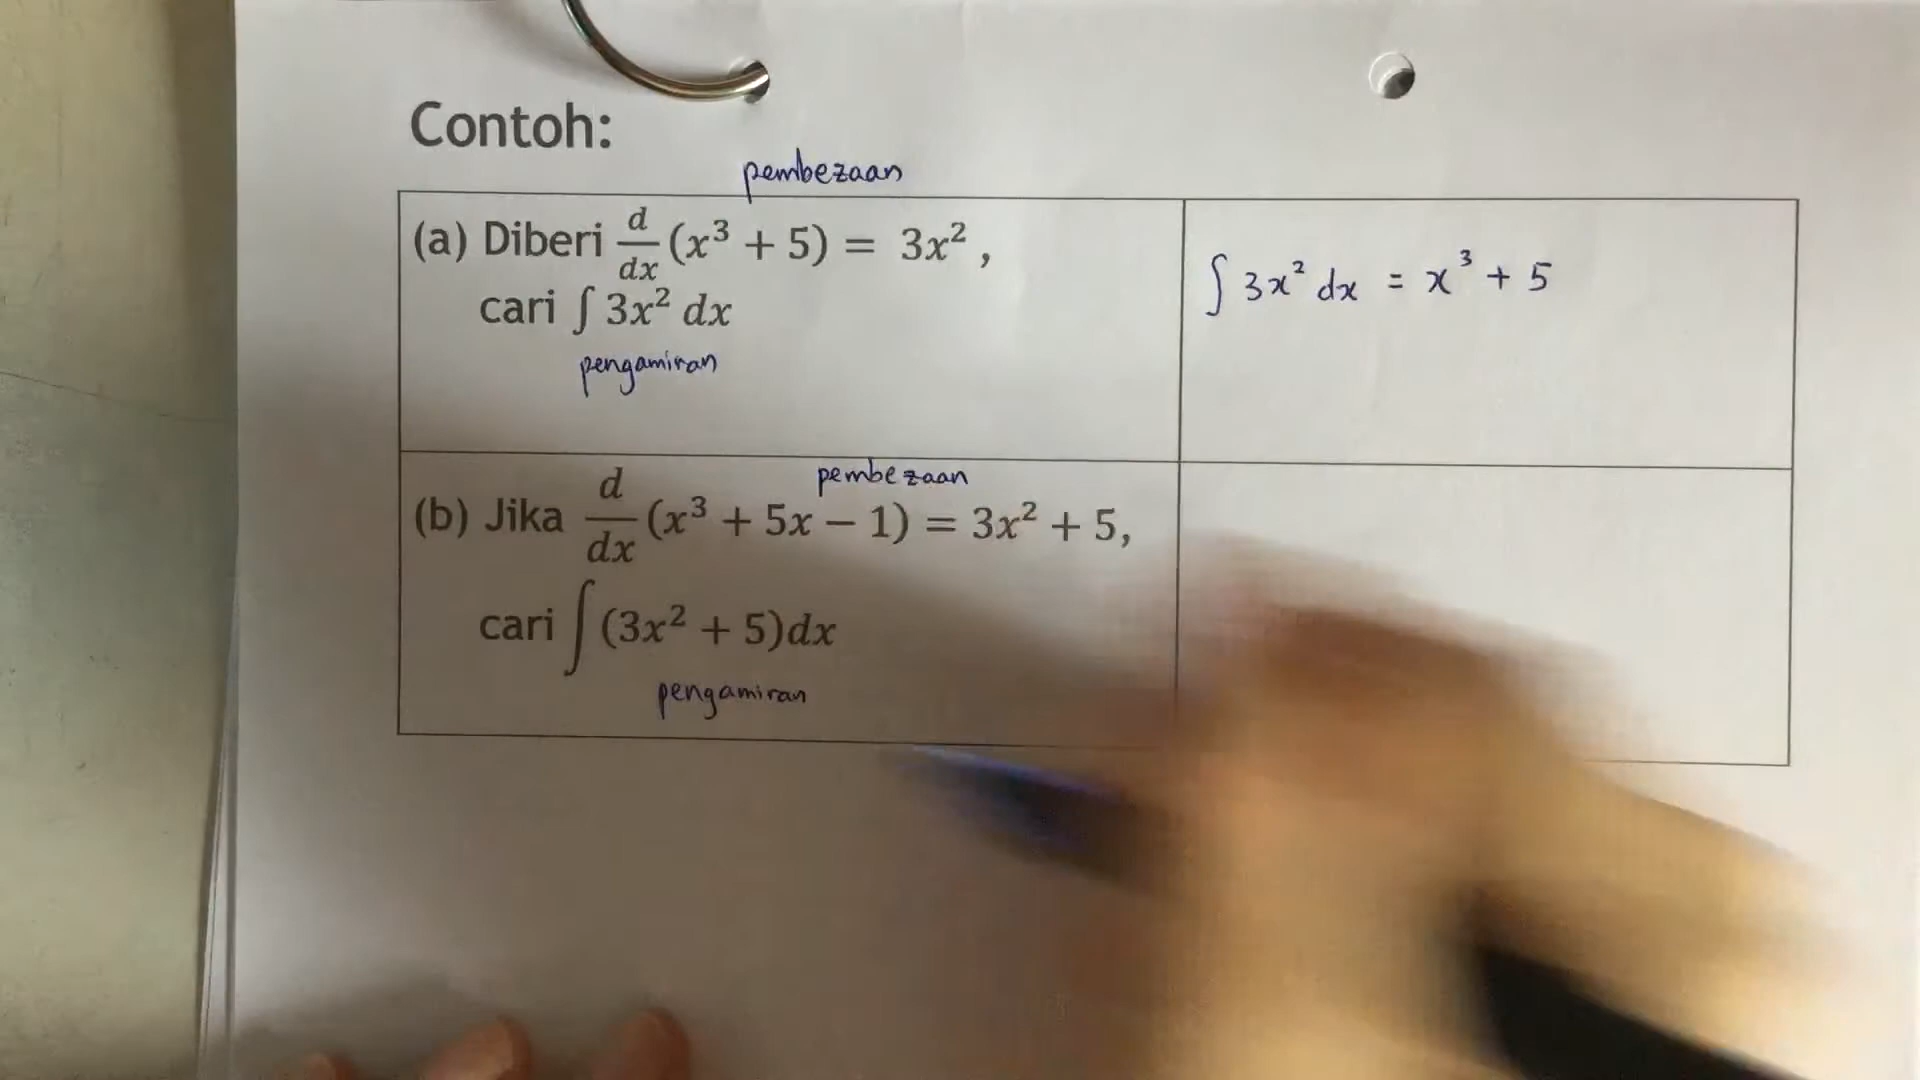 Contoh:
pembezaan
(a) Diberi d/dx (x³ + 5) = 3x² ,
cari ∫ 3x² dx
pengamiran
∫ 3x² dx = x³ + 5
pembezaan
(b) Jika d/dx (x³ + 5x − 1) = 3x² + 5,
cari ∫ (3x² + 5)dx
pengamiran